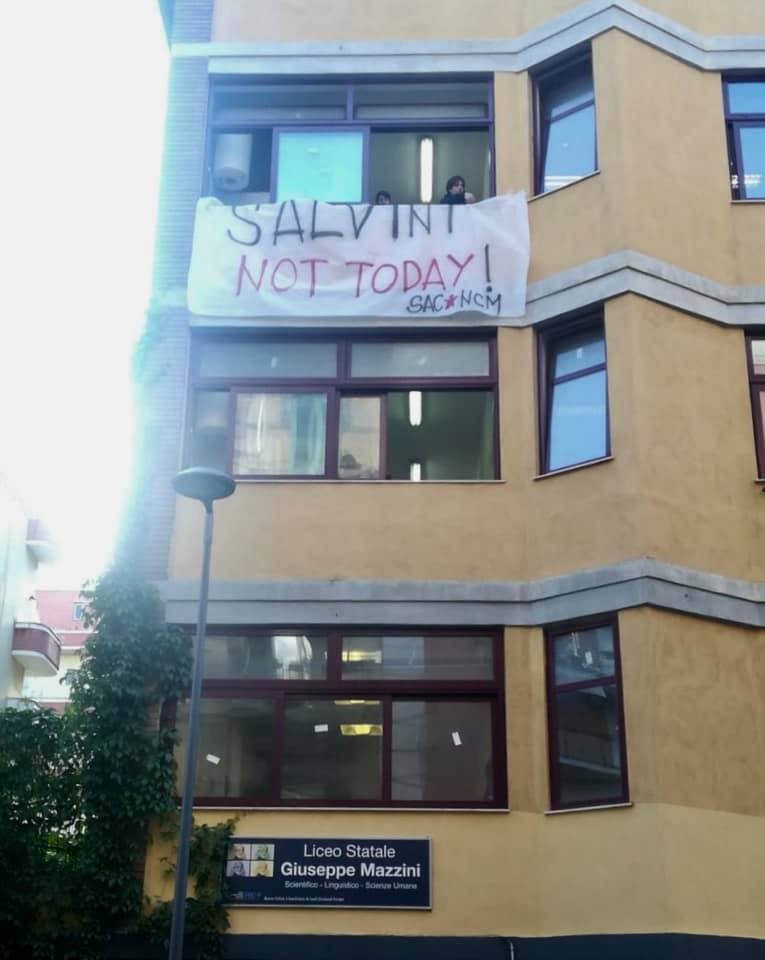 SALVINI
NOT TODAY!
SAC*NCM
Liceo Statale
Giuseppe Mazzini
Scientifico - Linguistico - Scienze Umane